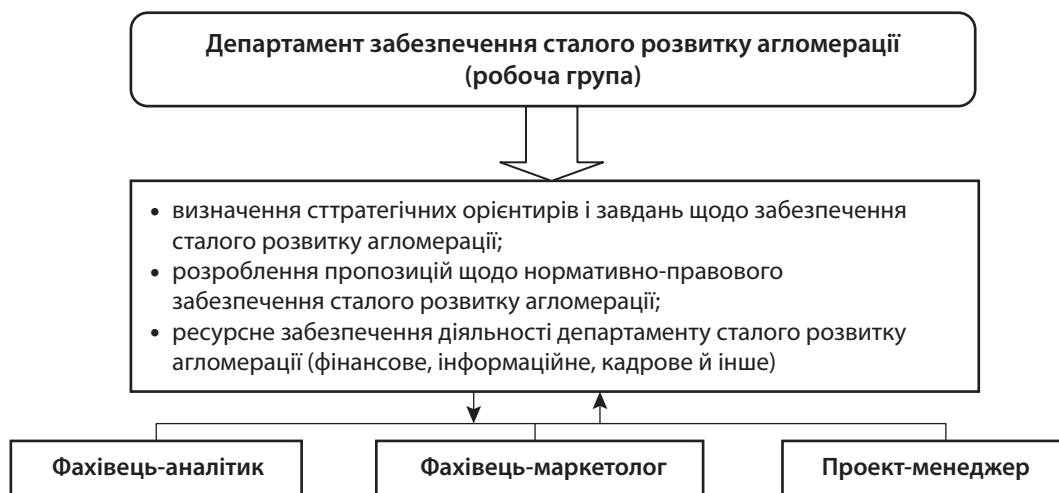 Департамент забезпечення сталого розвитку агломерації
(робоча група)
• визначення сттратегічних орієнтирів і завдань щодо забезпечення
сталого розвитку агломерації;
• розроблення пропозицій щодо нормативно-правового
забезпечення сталого розвитку агломерації;
• ресурсне забезпечення діяльності департаменту сталого розвитку
агломерації (фінансове, інформаційне, кадрове й інше)
Фахівець-аналітик
Фахівець-маркетолог
Проект-менеджер